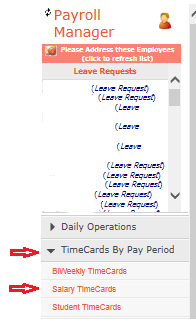 Payroll
Manager
Please Address these Employees
(click to refresh list)
Leave Requests
(Leave Request)
(Leave Request)
(Leave Request)
(Leave
(Leave
(Leave
(Leave Request)
(Leave Request)
(Leave Request)
(Leave Request)
(Leave Request)
Daily Operations
TimeCards By Pay Period
BiWeekly TimeCards
Salary TimeCards
Student TimeCards